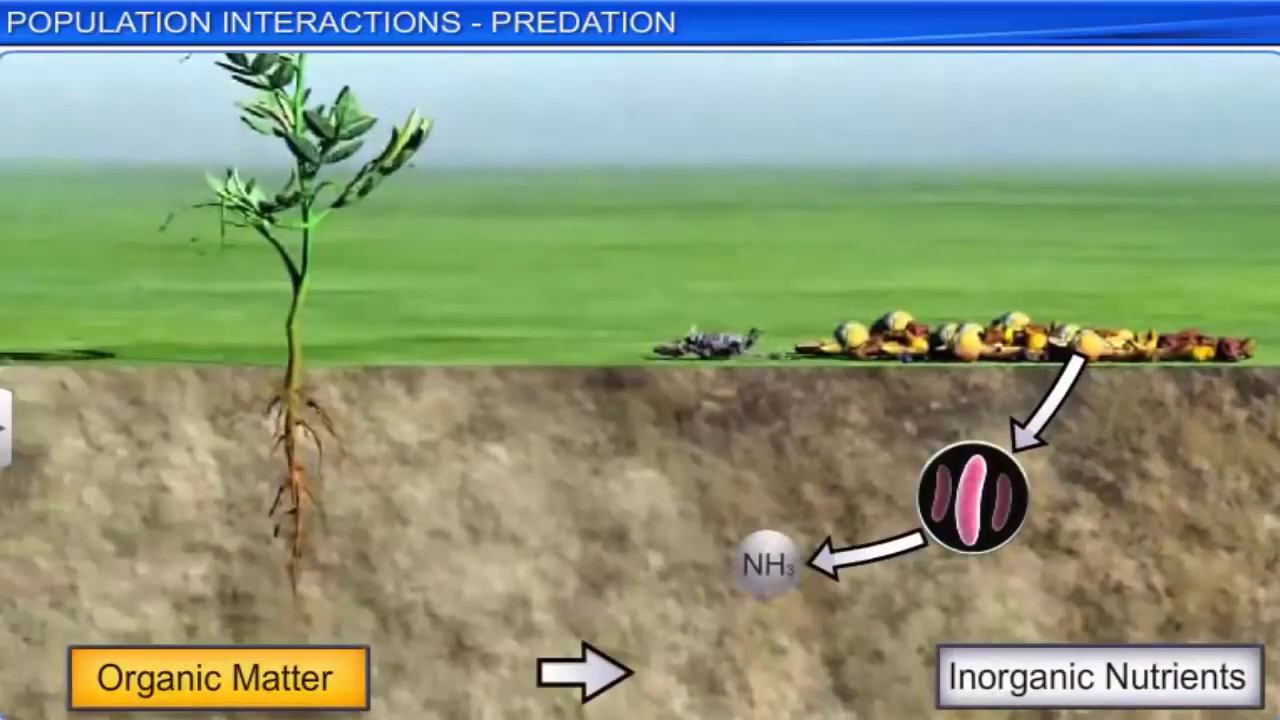 POPULATION INTERACTIONS - PREDATION
NH₃
Organic Matter
Inorganic Nutrients